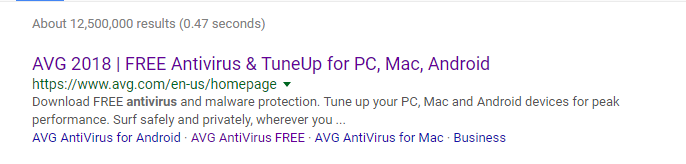 About 12,500,000 results (0.47 seconds)
AVG 2018 | FREE Antivirus & TuneUp for PC, Mac, Android
https://www.avg.com/en-us/homepage
Download FREE antivirus and malware protection. Tune up your PC, Mac and Android devices for peak
performance. Surf safely and privately, wherever you ...
AVG AntiVirus for Android · AVG AntiVirus FREE · AVG AntiVirus for Mac · Business